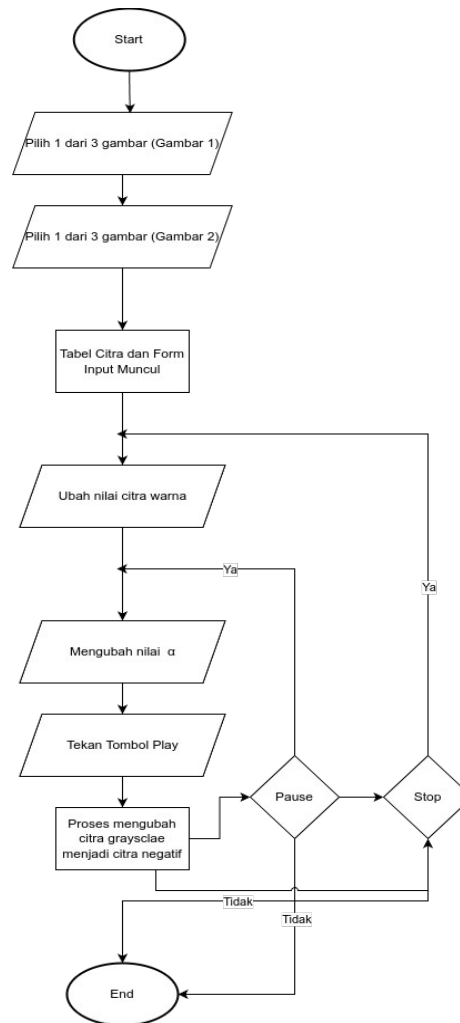 Start
Pilih 1 dari 3 gambar (Gambar 1)
Pilih 1 dari 3 gambar (Gambar 2)
Tabel Citra dan Form
Input Muncul
Ubah nilai citra warna
Ya
Ya
Mengubah nilai α
Tekan Tombol Play
Proses mengubah
citra graysclae
menjadi citra negatif
Pause
Stop
Tidak
Tidak
End